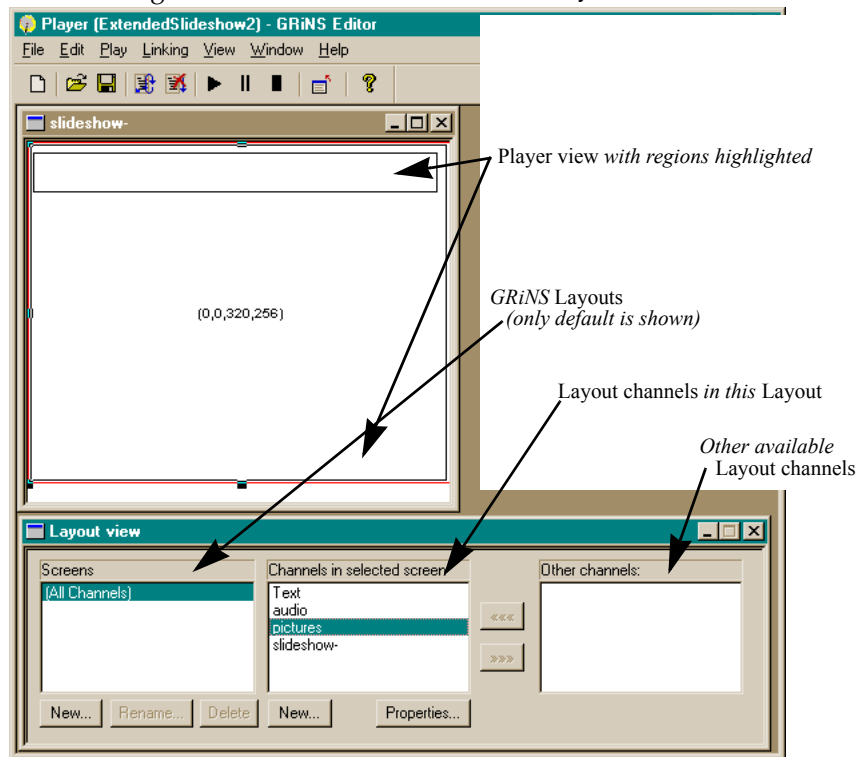 Player (ExtendedSlideshow2) - GRiNS Editor
File Edit Play Linking View Window Help
slideshow-
Player view with regions highlighted
(0,0,320,256)
GRiNS Layouts
(only default is shown)
Layout channels in this Layout
Other available
Layout channels
Layout view
Screens
Channels in selected screen
Other channels:
(All Channels)
Text
audio
pictures
slideshow-
<<<
>>>
New... Rename... Delete New... Properties...